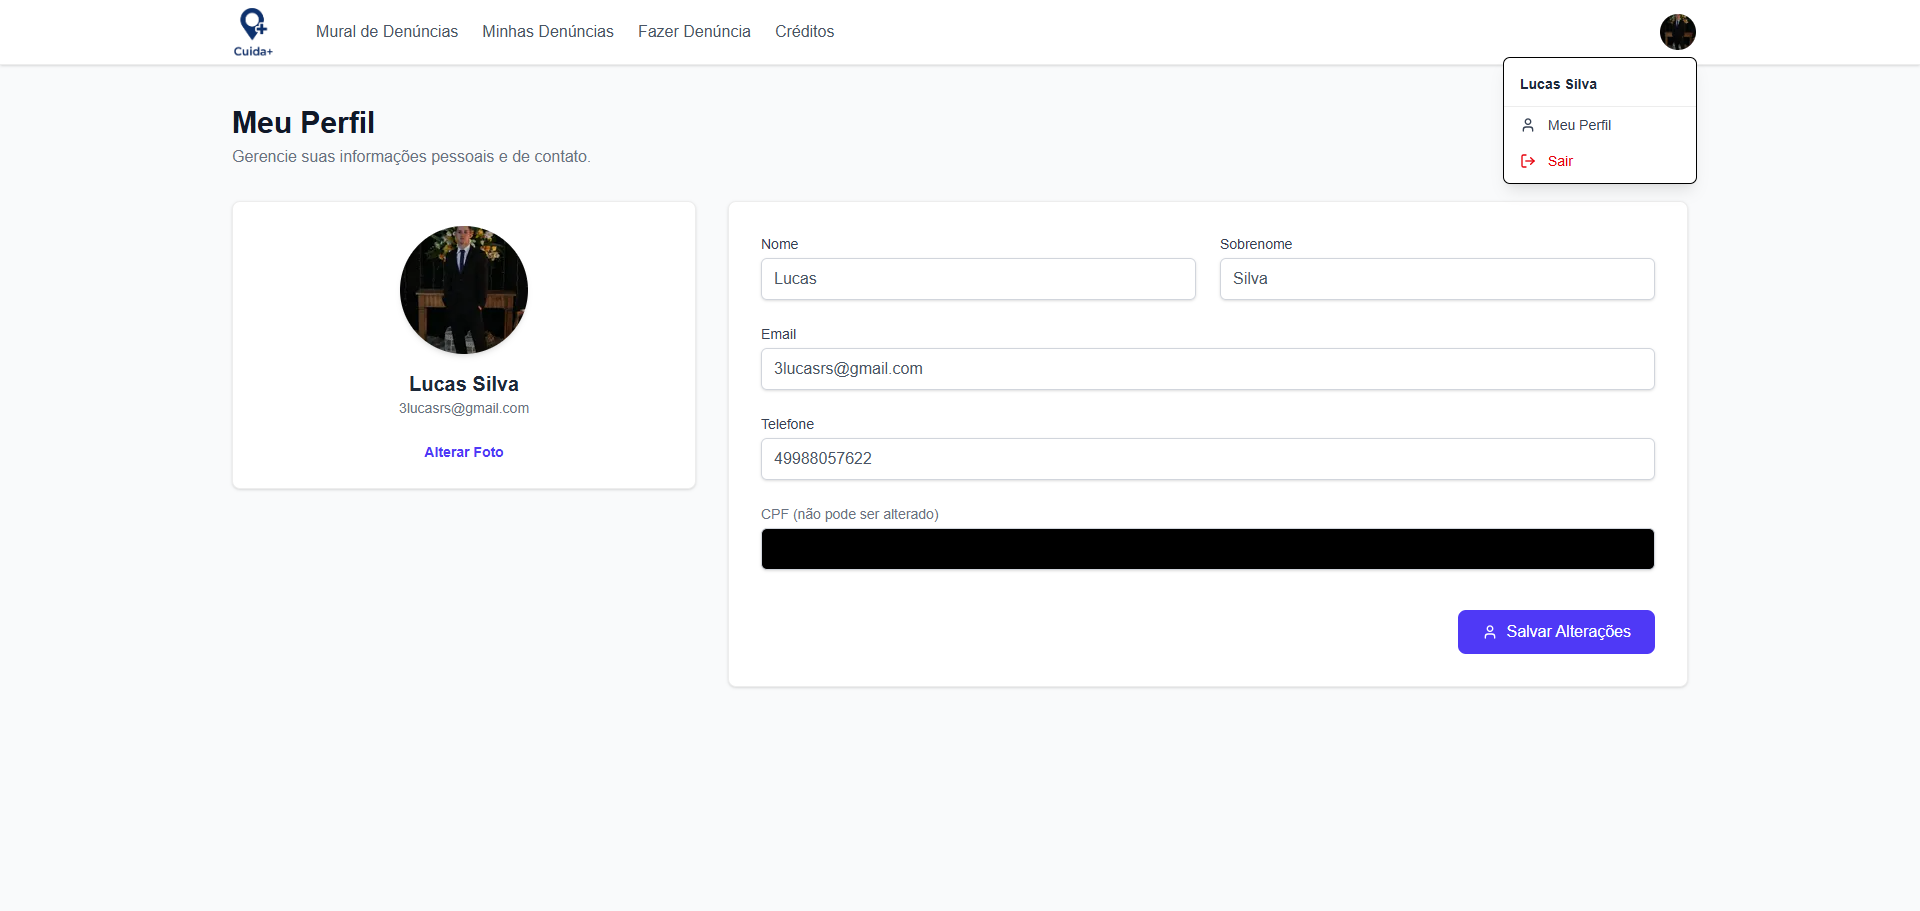 Cuida+
Mural de Denúncias
Minhas Denúncias
Fazer Denúncia
Créditos
Lucas Silva
Meu Perfil
Sair
Meu Perfil
Gerencie suas informações pessoais e de contato.
Lucas Silva
3lucasrs@gmail.com
Alterar Foto
Nome
Lucas
Sobrenome
Silva
Email
3lucasrs@gmail.com
Telefone
49988057622
CPF (não pode ser alterado)
Salvar Alterações